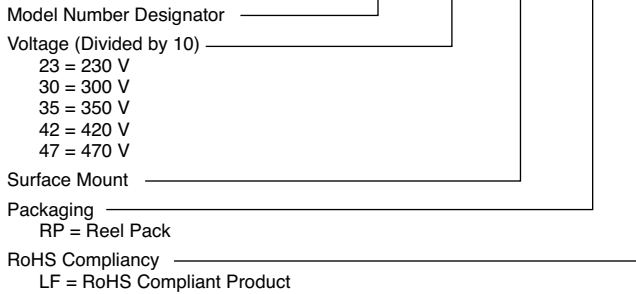 Model Number Designator
Voltage (Divided by 10)
23 = 230 V
30 = 300 V
35 = 350 V
42 = 420 V
47 = 470 V
Surface Mount
Packaging
RP = Reel Pack
RoHS Compliancy
LF = RoHS Compliant Product